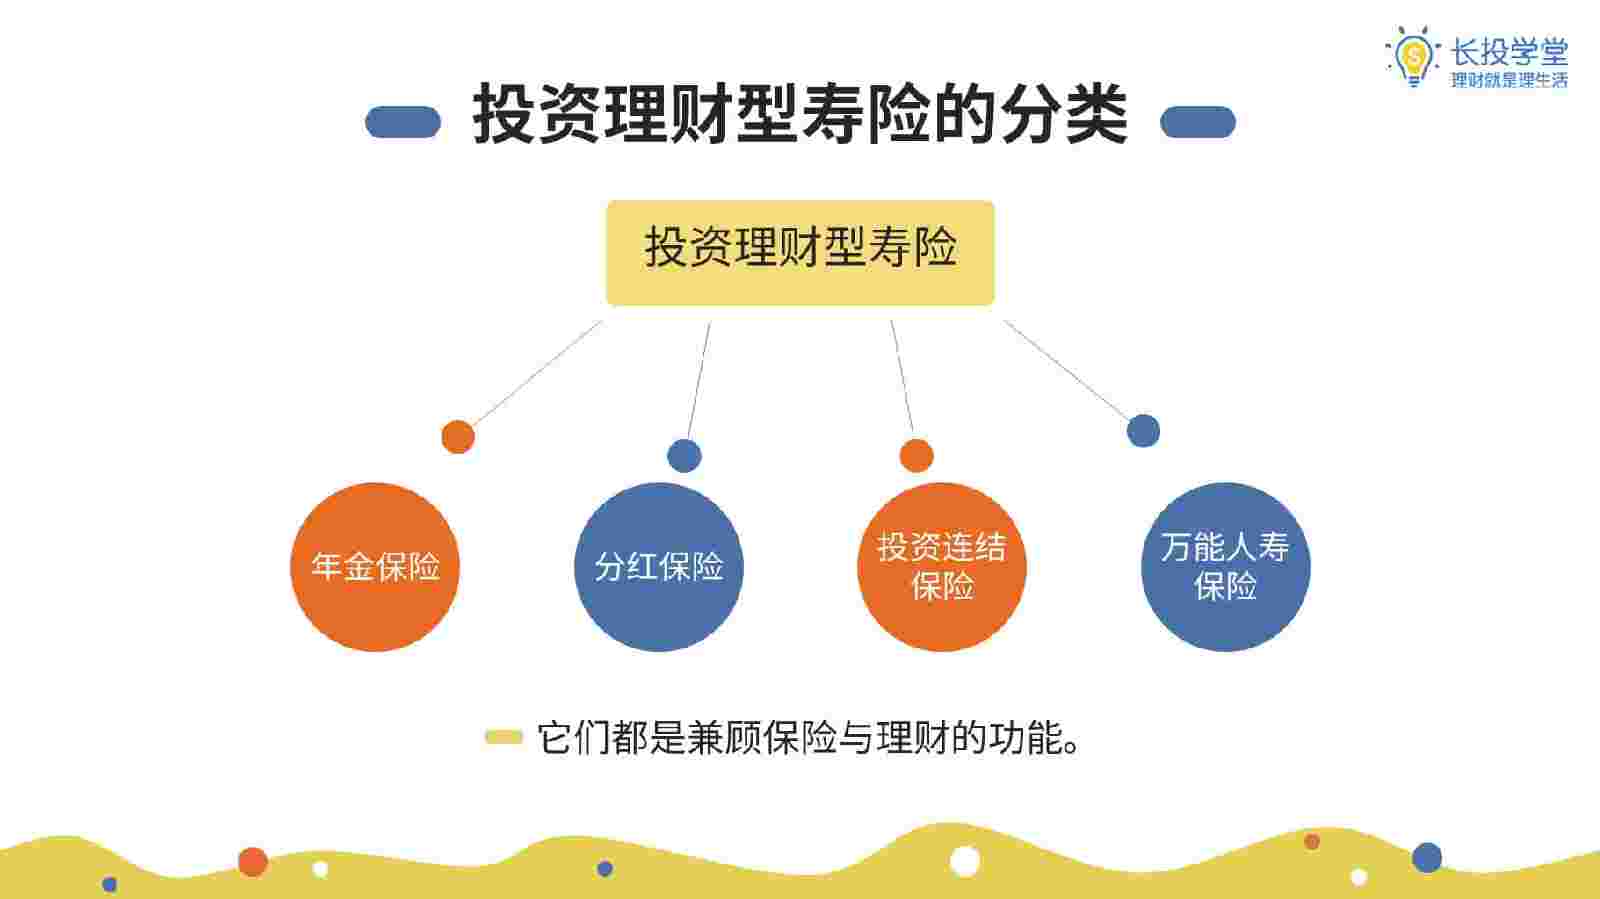 长投学堂
理财就是理生活
投资理财型寿险的分类
投资理财型寿险
年金保险
分红保险
投资连结
保险
万能人寿
保险
它们都是兼顾保险与理财的功能。